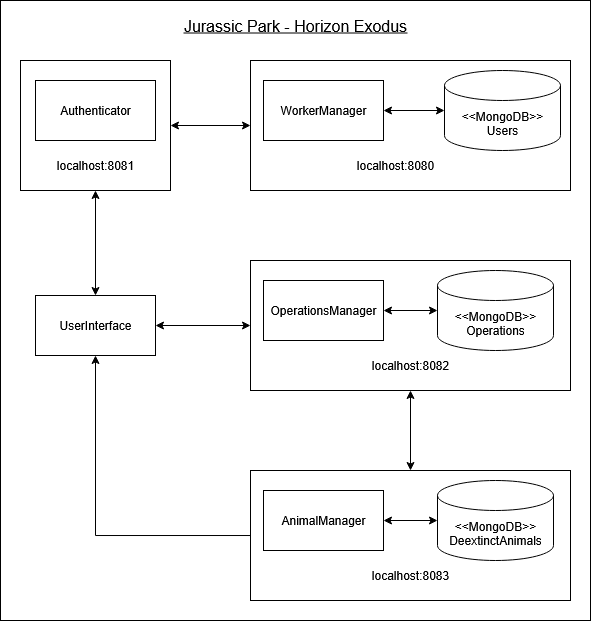 Jurassic Park - Horizon Exodus
Authenticator
localhost:8081
WorkerManager
<<MongoDB>>
Users
localhost:8080
UserInterface
OperationsManager
<<MongoDB>>
Operations
localhost:8082
AnimalManager
<<MongoDB>>
DeextinctAnimals
localhost:8083